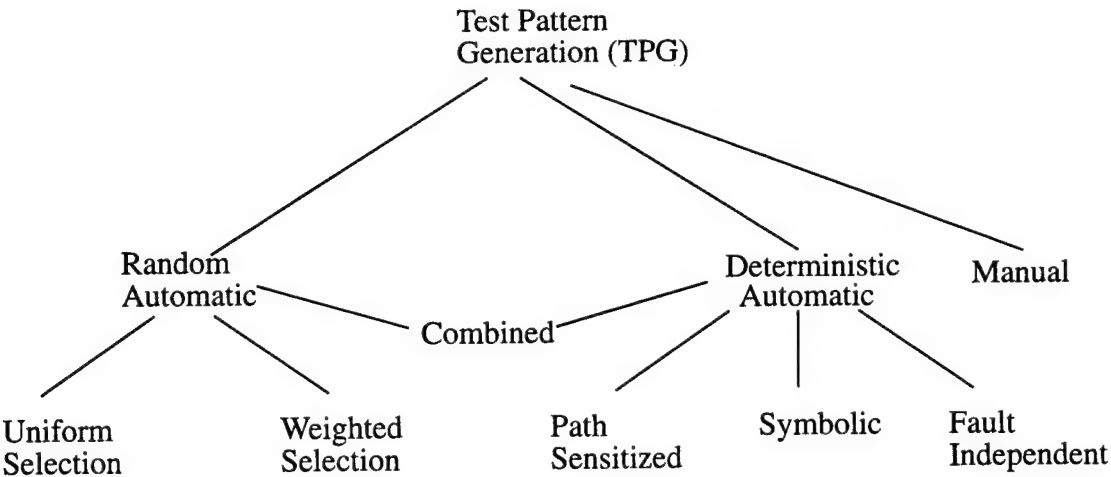 Test Pattern
Generation (TPG)
Random
Automatic
Deterministic
Automatic
Manual
Combined
Uniform
Selection
Weighted
Selection
Path
Sensitized
Symbolic
Fault
Independent